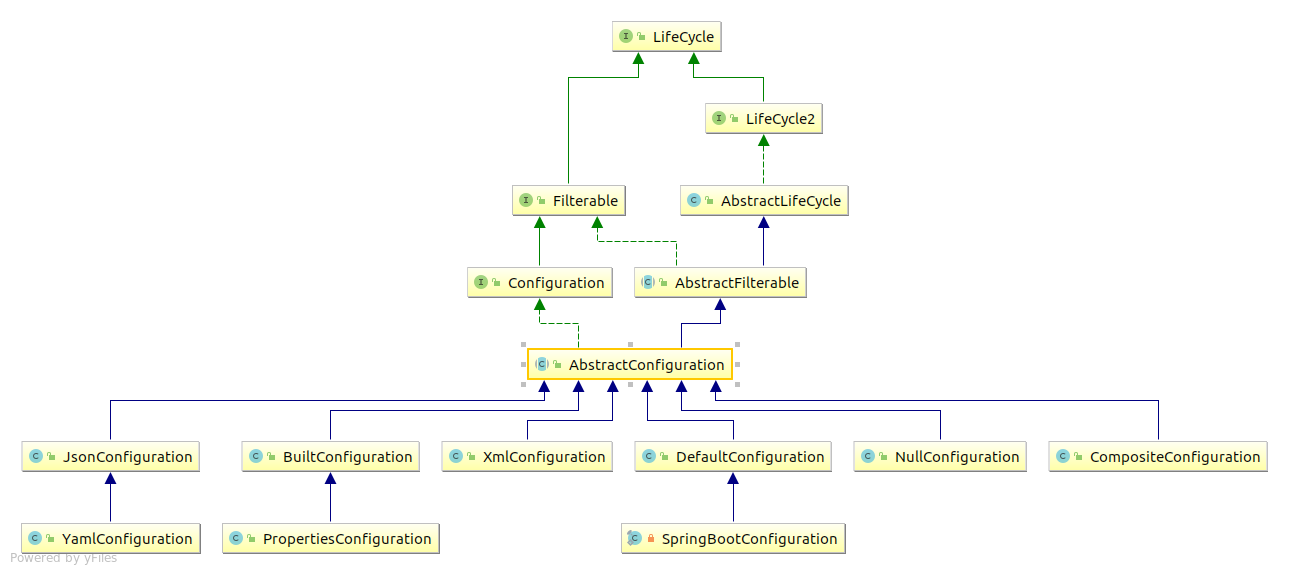 LifeCycle
LifeCycle2
Filterable
AbstractLifeCycle
Configuration
AbstractFilterable
AbstractConfiguration
JsonConfiguration
BuiltConfiguration
XmlConfiguration
DefaultConfiguration
NullConfiguration
CompositeConfiguration
YamlConfiguration
PropertiesConfiguration
SpringBootConfiguration
Powered by yFiles